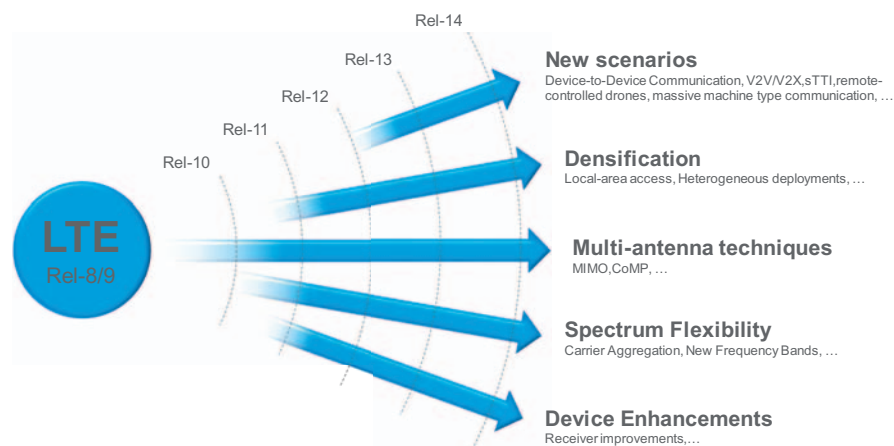 Rel-14
Rel-13
Rel-12
Rel-11
Rel-10
LTE
Rel-8/9
New scenarios
Device-to-Device Communication, V2V/V2X,sTTI,remote-
controlled drones, massive machine type communication, …
Densification
Local-area access, Heterogeneous deployments, …
Multi-antenna techniques
MIMO,CoMP, …
Spectrum Flexibility
Carrier Aggregation, New Frequency Bands, …
Device Enhancements
Receiver improvements,…